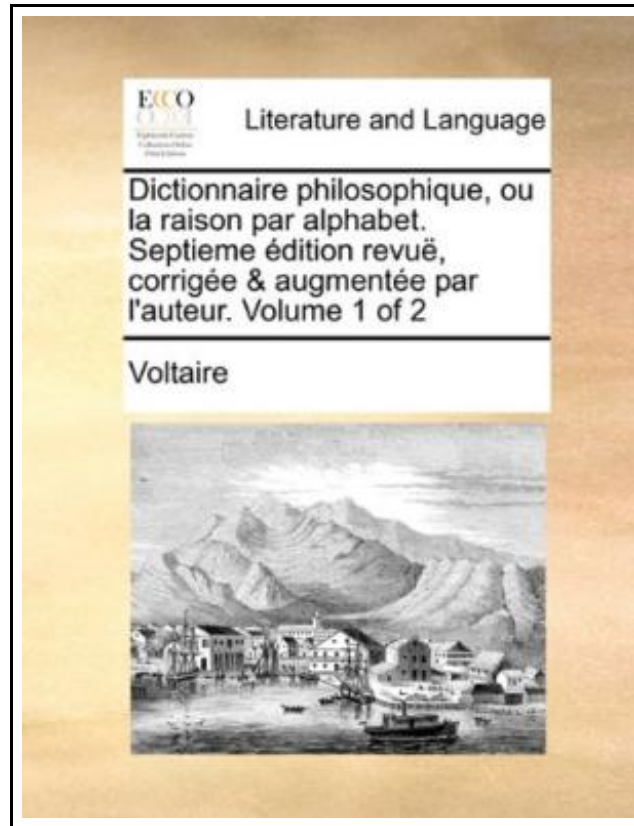 ECCO
Literature and Language
Dictionnaire philosophique, ou
la raison par alphabet.
Septieme édition revuë,
corrigée & augmentée par
l'auteur. Volume 1 of 2
Voltaire